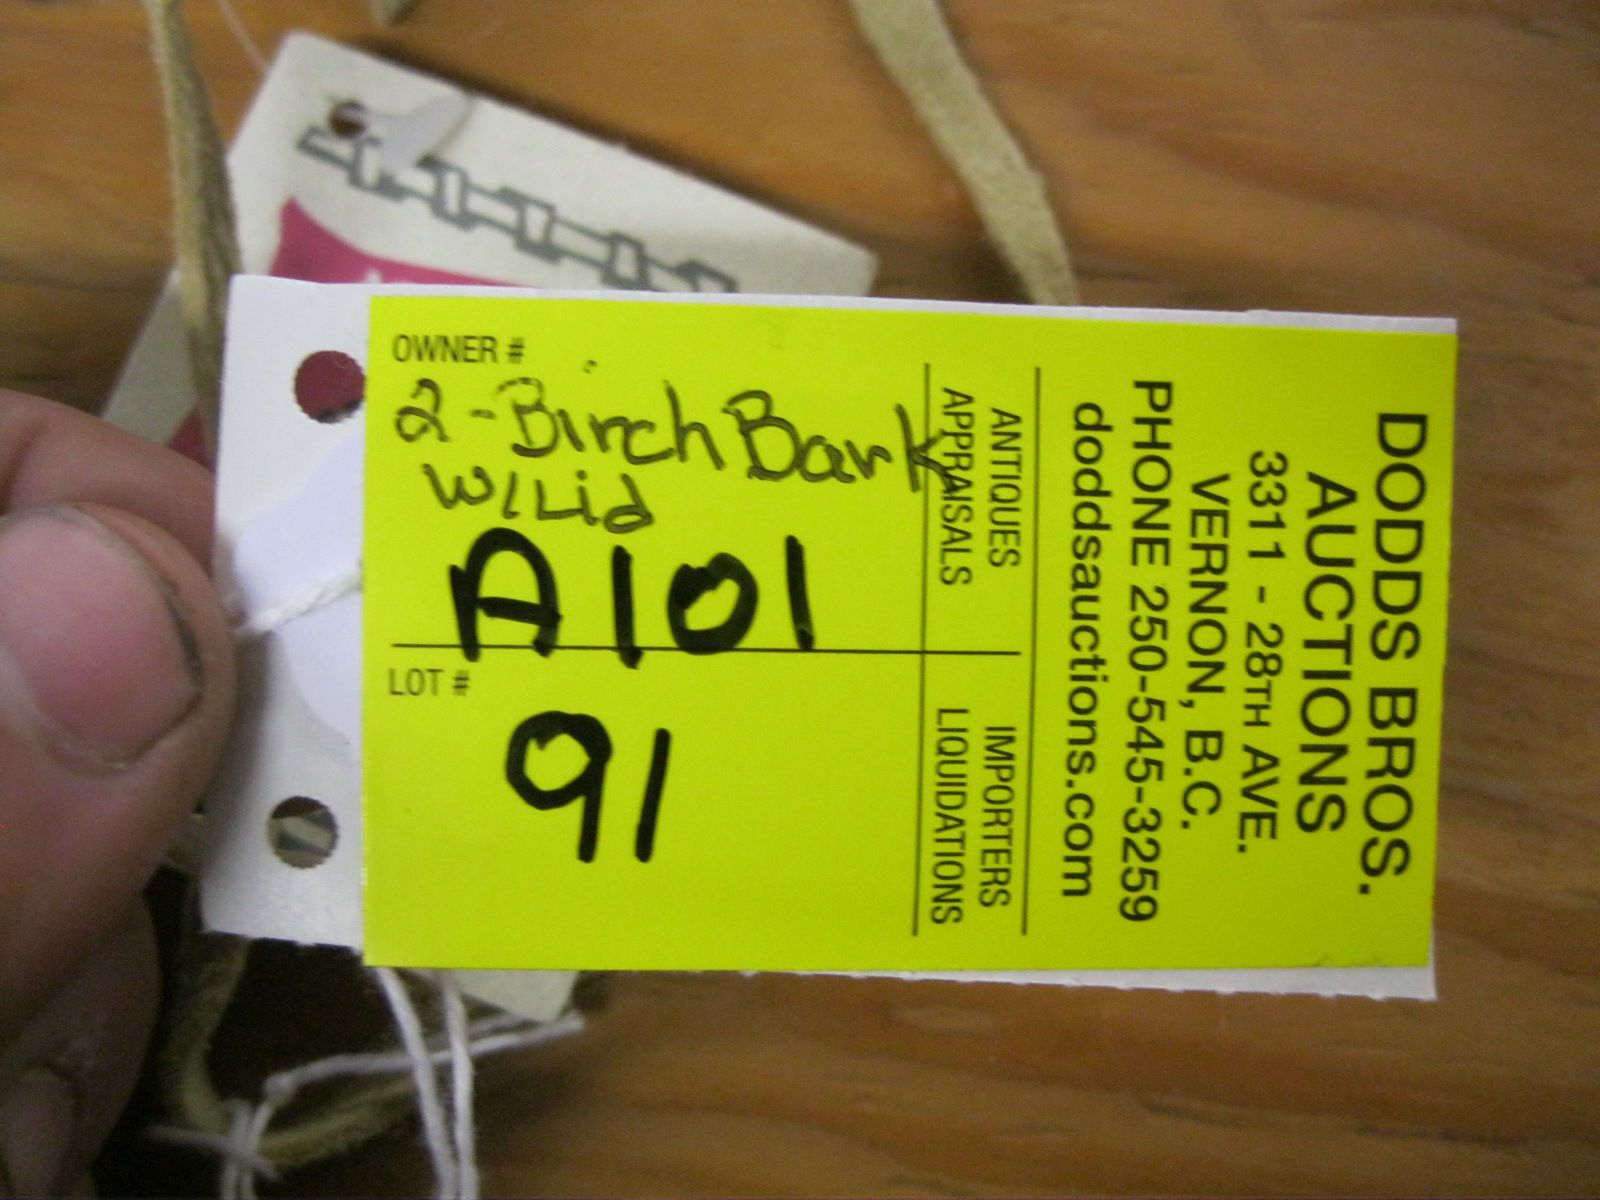 OWNER #
2-Birch Bark
W/Lid
A101
LOT #
91
DODDS BROS.
AUCTIONS
3311 - 28TH AVE.
VERNON, B.C.
PHONE 250-545-3259
doddsauctions.com
ANTIQUES
APPRAISALS
IMPORTERS
LIQUIDATIONS